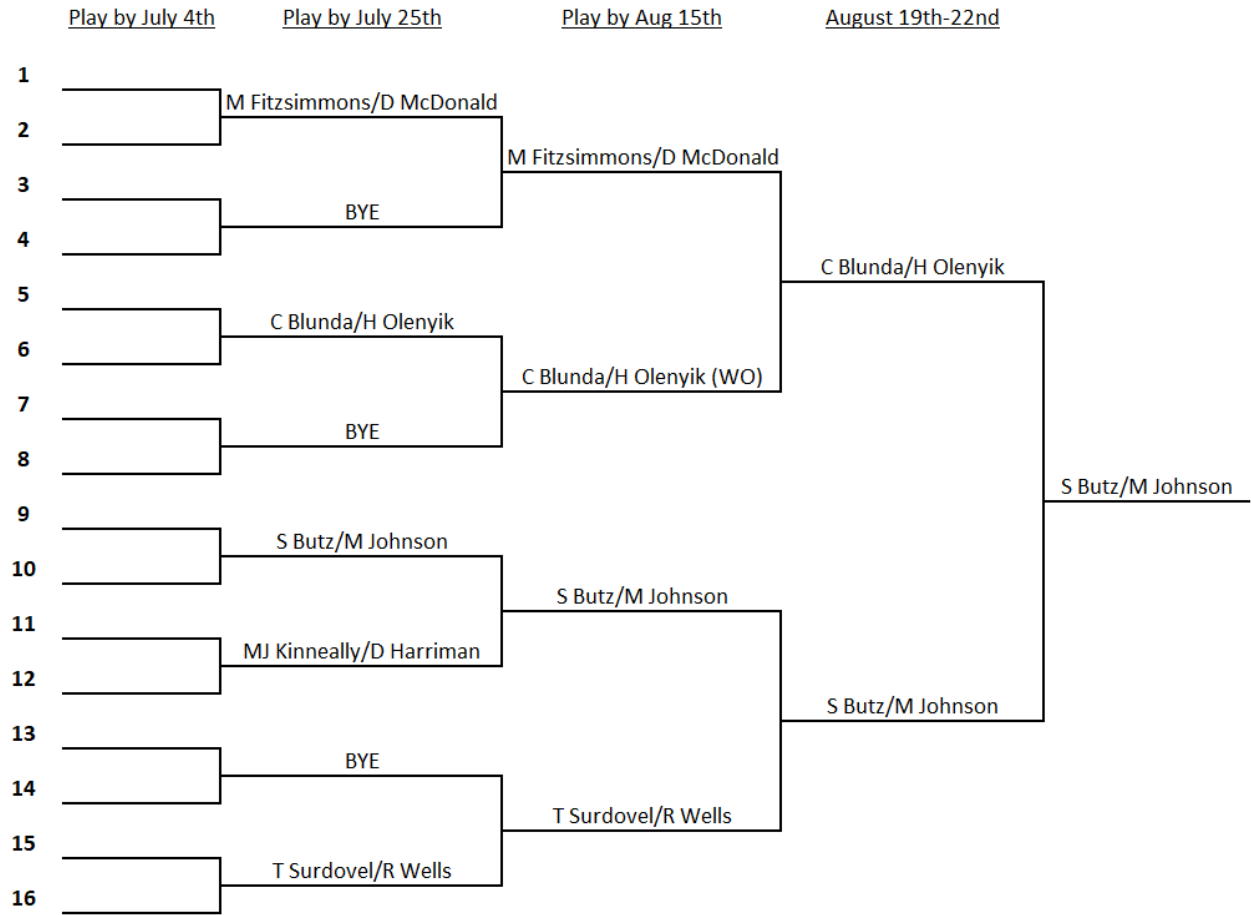 Play by July 4th Play by July 25th Play by Aug 15th August 19th-22nd
1
M Fitzsimmons/D McDonald
2
M Fitzsimmons/D McDonald
3
BYE
4
C Blunda/H Olenyik
5
C Blunda/H Olenyik
6
C Blunda/H Olenyik (WO)
7
BYE
8
S Butz/M Johnson
9
S Butz/M Johnson
10
S Butz/M Johnson
11
MJ Kinneally/D Harriman
12
S Butz/M Johnson
13
BYE
14
T Surdovel/R Wells
15
T Surdovel/R Wells
16